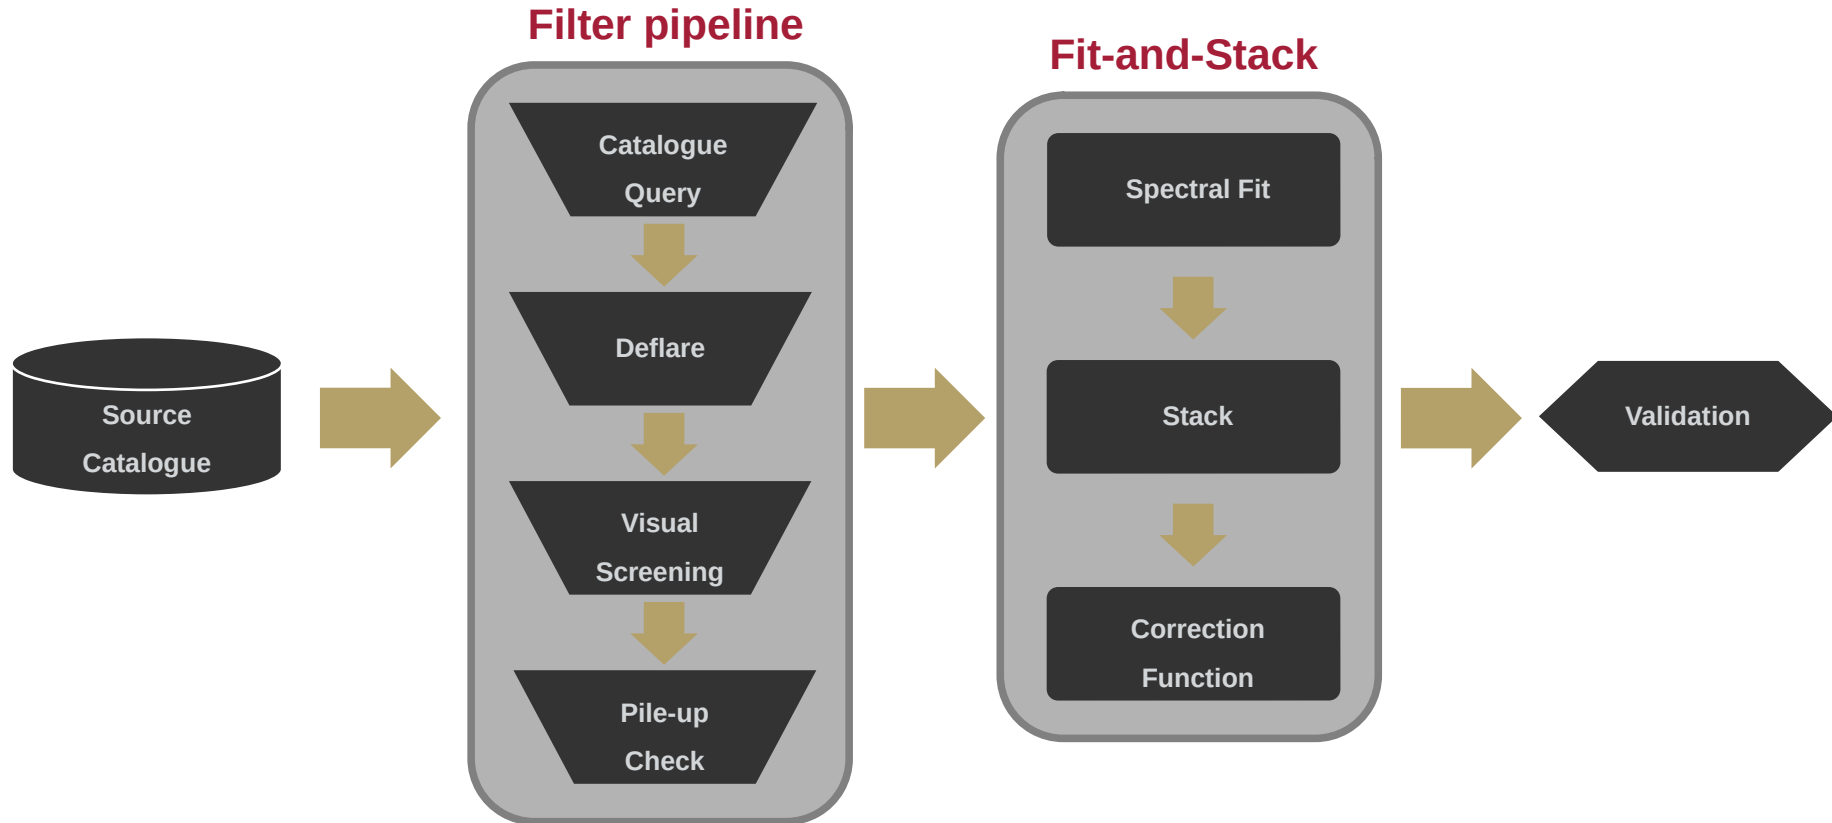 Filter pipeline
Catalogue
Query
Deflare
Visual
Screening
Pile-up
Check
Fit-and-Stack
Spectral Fit
Stack
Correction
Function
Source
Catalogue
Validation